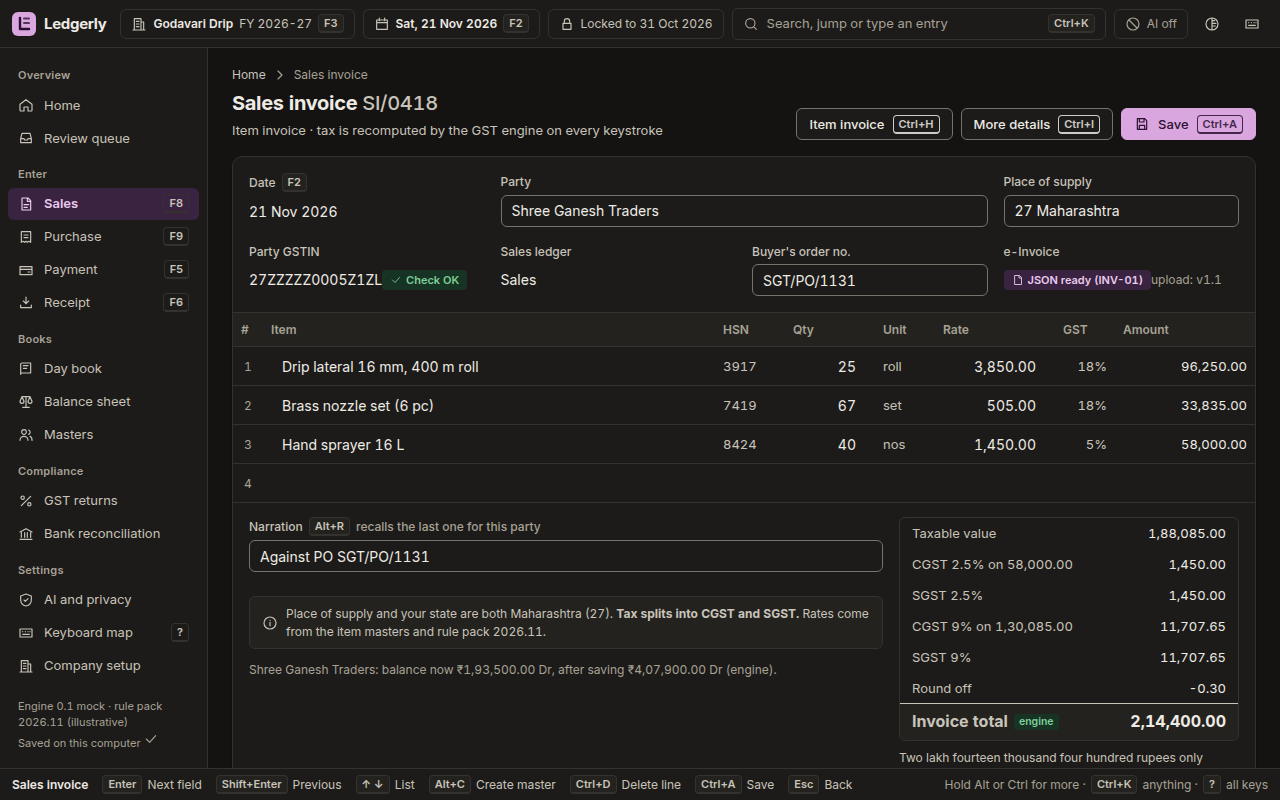 Ledgerly
Godavari Drip FY 2026-27 F3
Sat, 21 Nov 2026 F2
Locked to 31 Oct 2026
Search, jump or type an entry Ctrl+K
AI off
Overview
Home
Review queue
Enter
Sales F8
Purchase F9
Payment F5
Receipt F6
Books
Day book
Balance sheet
Masters
Compliance
GST returns
Bank reconciliation
Settings
AI and privacy
Keyboard map ?
Company setup
Engine 0.1 mock · rule pack
2026.11 (illustrative)
Saved on this computer
Home > Sales invoice
Sales invoice SI/0418
Item invoice · tax is recomputed by the GST engine on every keystroke
Item invoice Ctrl+H
More details Ctrl+I
Save Ctrl+A
Date F2 Party Place of supply
21 Nov 2026 Shree Ganesh Traders 27 Maharashtra
Party GSTIN Sales ledger Buyer's order no. e-Invoice
27ZZZZZ0005Z1ZL Check OK Sales SGT/PO/1131 JSON ready (INV-01) upload: v1.1
# Item HSN Qty Unit Rate GST Amount
1 Drip lateral 16 mm, 400 m roll 3917 25 roll 3,850.00 18% 96,250.00
2 Brass nozzle set (6 pc) 7419 67 set 505.00 18% 33,835.00
3 Hand sprayer 16 L 8424 40 nos 1,450.00 5% 58,000.00
4
Narration Alt+R recalls the last one for this party
Against PO SGT/PO/1131
Place of supply and your state are both Maharashtra (27). Tax splits into CGST and SGST. Rates come
from the item masters and rule pack 2026.11.
Shree Ganesh Traders: balance now ₹1,93,500.00 Dr, after saving ₹4,07,900.00 Dr (engine).
Taxable value 1,88,085.00
CGST 2.5% on 58,000.00 1,450.00
SGST 2.5% 1,450.00
CGST 9% on 1,30,085.00 11,707.65
SGST 9% 11,707.65
Round off -0.30
Invoice total engine 2,14,400.00
Two lakh fourteen thousand four hundred rupees only
Sales invoice Enter Next field Shift+Enter Previous ↑↓ List Alt+C Create master Ctrl+D Delete line Ctrl+A Save Esc Back Hold Alt or Ctrl for more · Ctrl+K anything · ? all keys